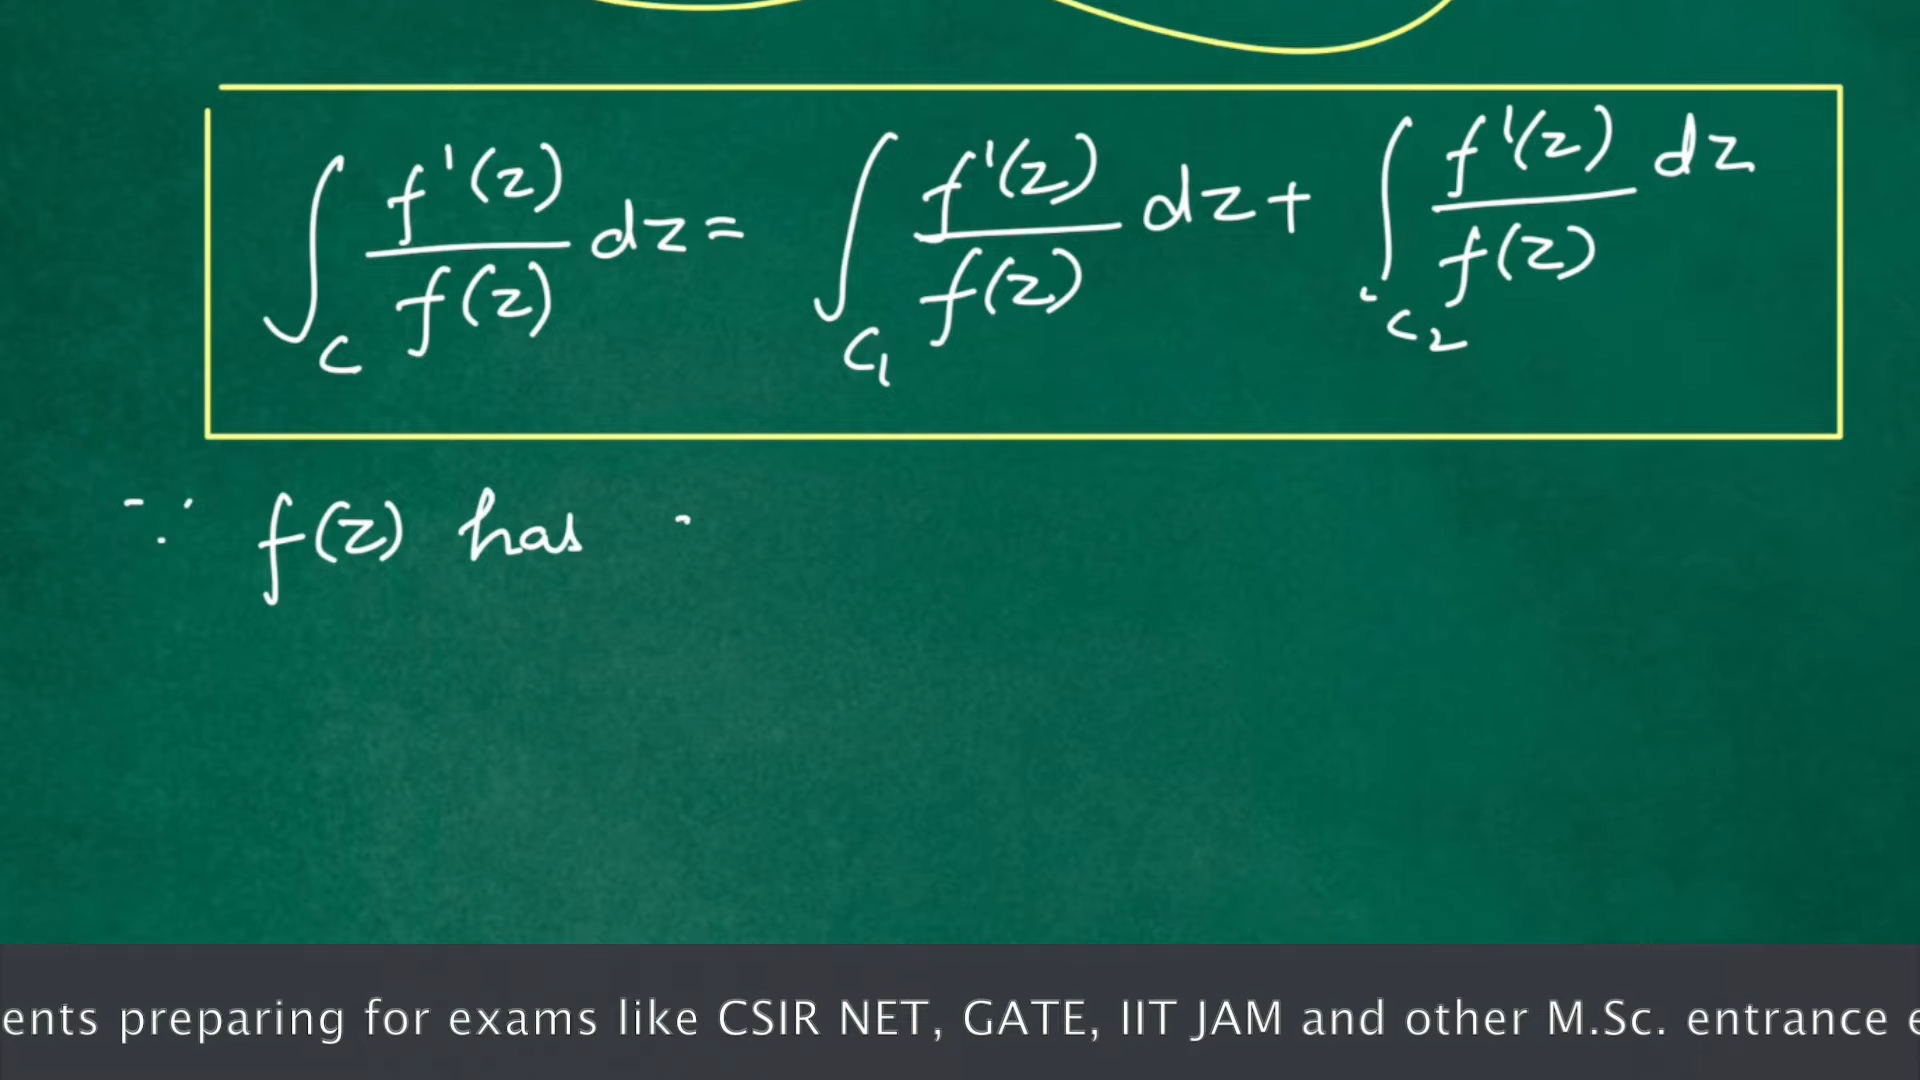 ∫_C f'(z)/f(z) dz = ∫_C₁ f'(z)/f(z) dz + ∫_C₂ f'(z)/f(z) dz
∵ f(z) has
ents preparing for exams like CSIR NET, GATE, IIT JAM and other M.Sc. entrance e